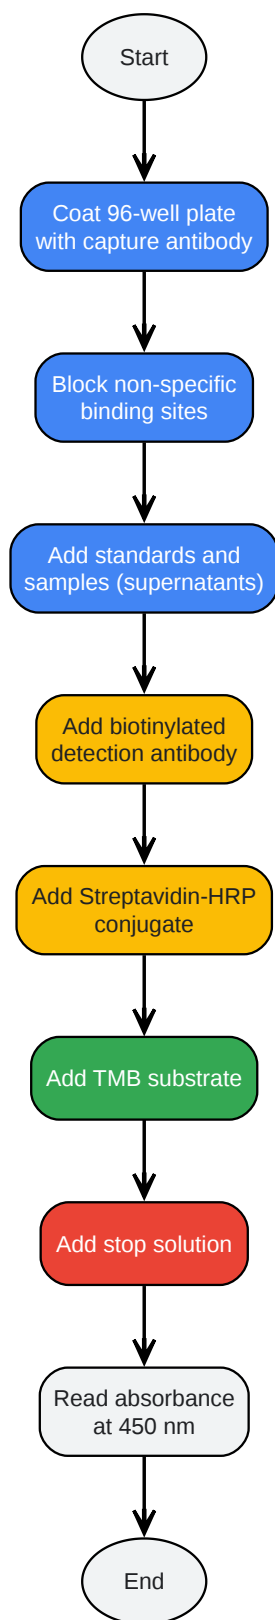 Start
Coat 96-well plate
with capture antibody
Block non-specific
binding sites
Add standards and
samples (supernatants)
Add biotinylated
detection antibody
Add Streptavidin-HRP
conjugate
Add TMB substrate
Add stop solution
Read absorbance
at 450 nm
End